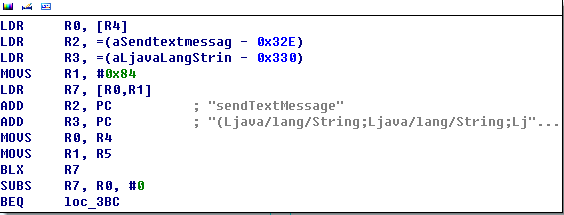 LDR R0, [R4]
LDR R2, =(aSendtextmessag - 0x32E)
LDR R3, =(aLjavaLangStrin - 0x330)
MOVS R1, #0x84
LDR R7, [R0,R1]
ADD R2, PC ; "sendTextMessage"
ADD R3, PC ; "(Ljava/lang/String;Ljava/lang/String;Lj"...
MOVS R0, R4
MOVS R1, R5
BLX R7
SUBS R7, R0, #0
BEQ loc_3BC